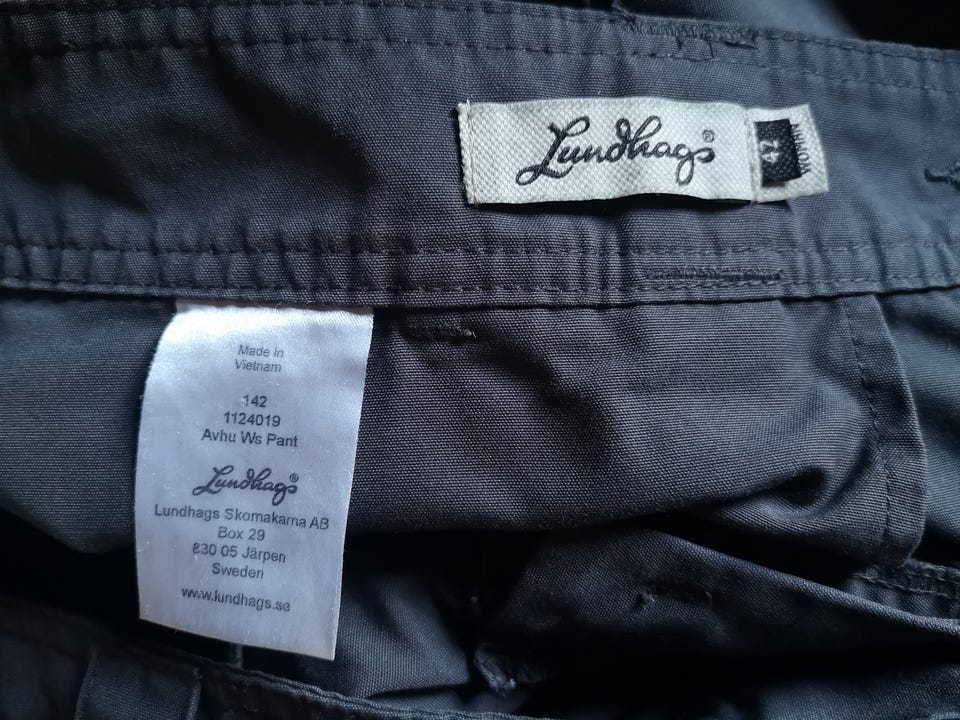 Lundhags®
42
WOMAN
Made in
Vietnam
142
1124019
Avhu Ws Pant
Lundhags®
Lundhags Skomakarna AB
Box 29
830 05 Järpen
Sweden
www.lundhags.se